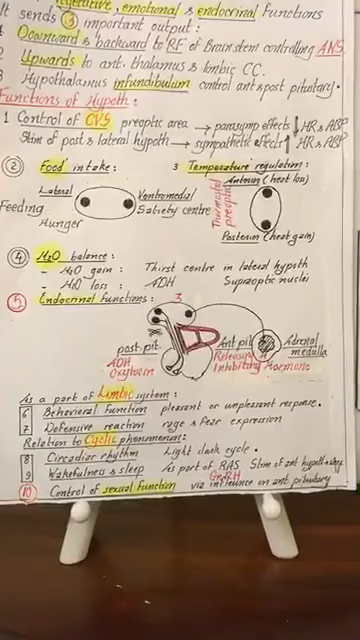 vegetative, emotional & endocrinal functions
It sends ③ important output:
1 Downward & backward to RF of Brainstem controlling ANS.
2 Upwards to ant. thalamus & limbic CC.
3 Hypothalamus infundibulum control ant & post pituitary.
Functions of Hypoth:
1 Control of CVS preoptic area → parasymp effects ↓ HR & ABP
Stim of post & lateral hypoth → sympathetic effects ↑ HR & ABP
② Food intake:
3 Temperature regulation:
Lateral
Feeding
Hunger
Ventromedial
Satiety centre
Anterior (heat loss)
Thermostat
preoptic
Posterior (heat gain)
④ H2O balance:
- H2O gain: Thirst centre in lateral hypoth
- H2O loss: ADH Supraoptic nuclei
⑤ Endocrinal functions:
3
post pit
ADH
Oxytocin
Ant pit
Releasing &
Inhibiting Hormone
Adrenal
medulla
As a part of Limbic system:
6 Behavioral Function pleasant or unpleasant response.
7 Defensive reaction rage & fear expression
Relation to Cyclic phenomenon:
8 Circadian rhythm Light dark cycle.
9 Wakefulness & sleep As part of RAS Stim of ant hypoth → sleep
GnRH
⑩ Control of sexual Function via influence on ant pituitary